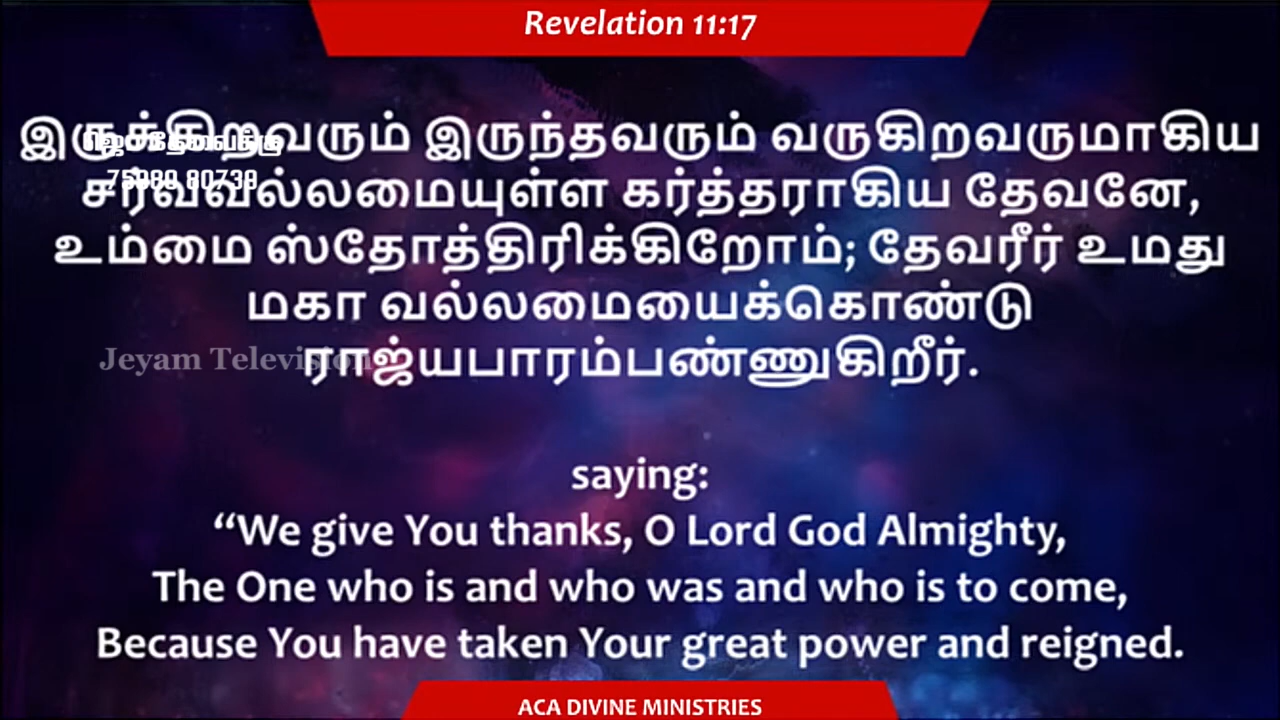 Revelation 11:17
இருக்கிறவரும் இருந்தவரும் வருகிறவருமாகிய
சர்வவல்லமையுள்ள கர்த்தராகிய தேவனே,
உம்மை ஸ்தோத்திரிக்கிறோம்; தேவரீர் உமது
மகா வல்லமையைக்கொண்டு
Jeyam Television
ராஜ்யபாரம்பண்ணுகிறீர்.
saying:
“We give You thanks, O Lord God Almighty,
The One who is and who was and who is to come,
Because You have taken Your great power and reigned.
ACA DIVINE MINISTRIES